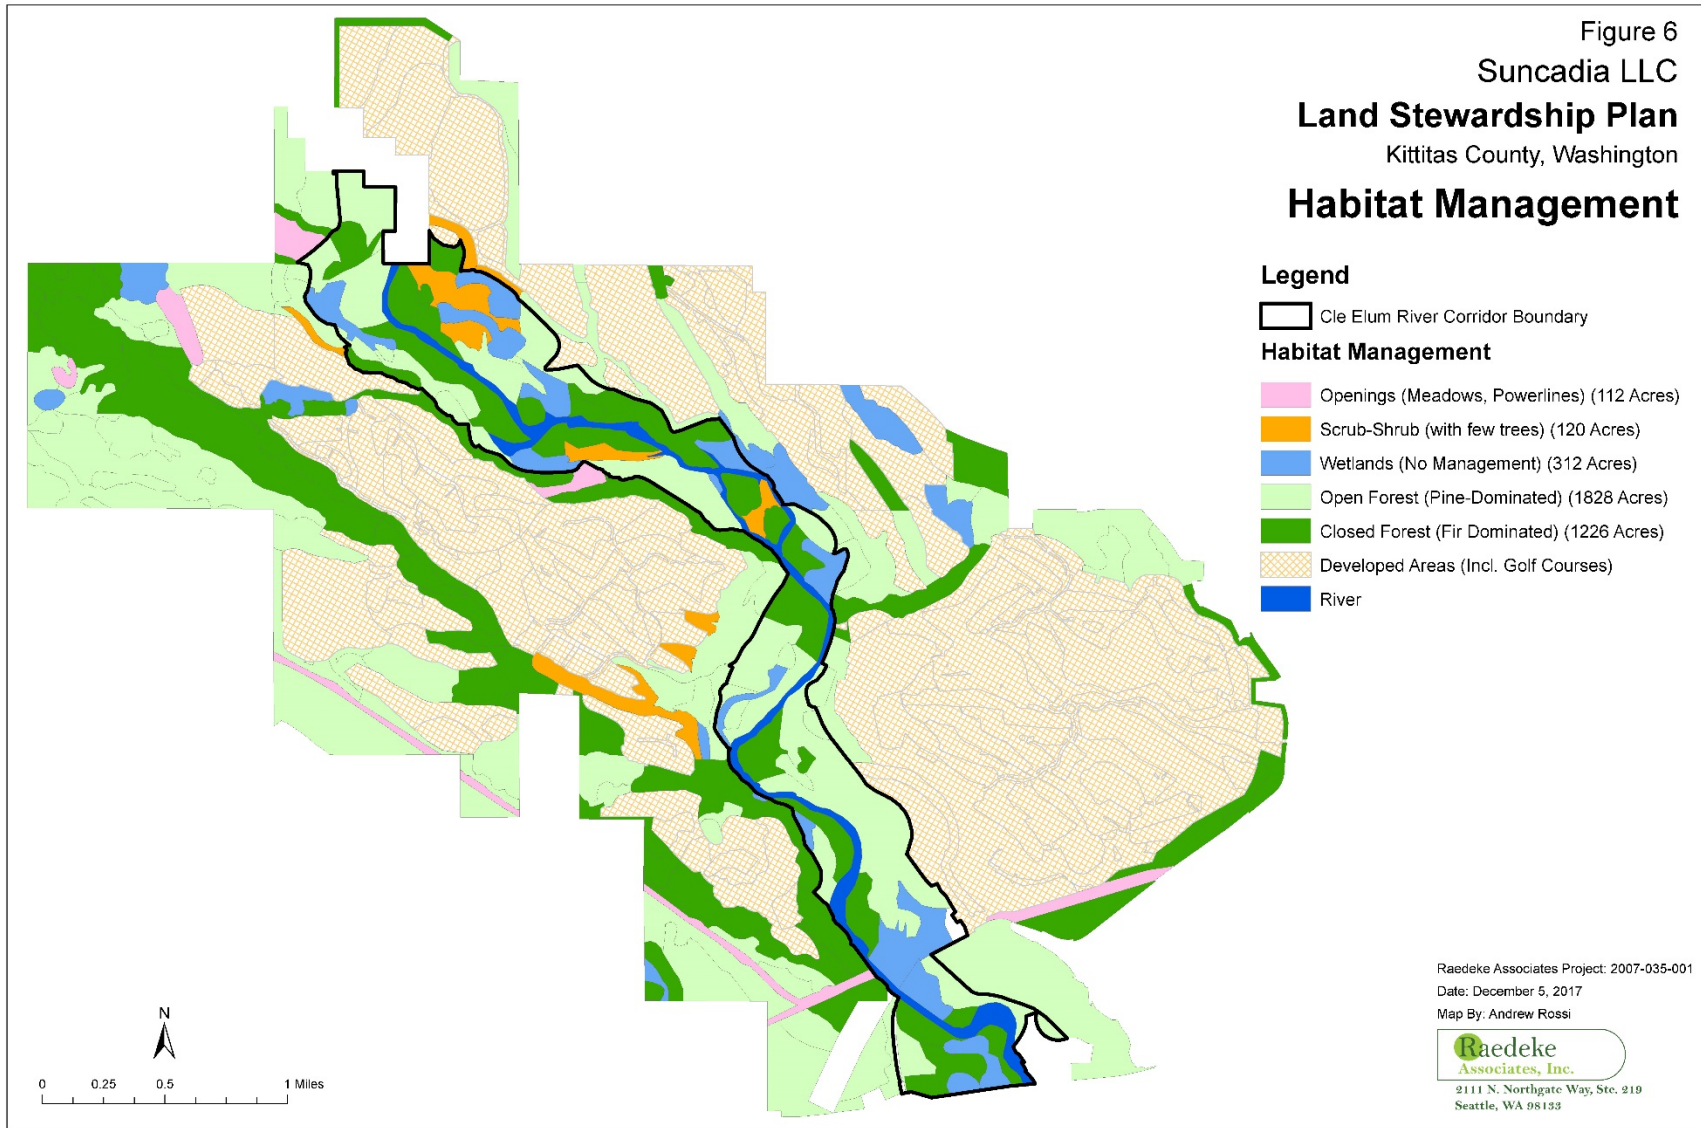 Figure 6
Suncadia LLC
Land Stewardship Plan
Kittitas County, Washington
Habitat Management
Legend
Cle Elum River Corridor Boundary
Habitat Management
Openings (Meadows, Powerlines) (112 Acres)
Scrub-Shrub (with few trees) (120 Acres)
Wetlands (No Management) (312 Acres)
Open Forest (Pine-Dominated) (1828 Acres)
Closed Forest (Fir Dominated) (1226 Acres)
Developed Areas (Incl. Golf Courses)
River
N
0 0.25 0.5 1 Miles
Raedeke Associates Project: 2007-035-001
Date: December 5, 2017
Map By: Andrew Rossi
Raedeke
Associates, Inc.
2111 N. Northgate Way, Ste. 219
Seattle, WA 98133